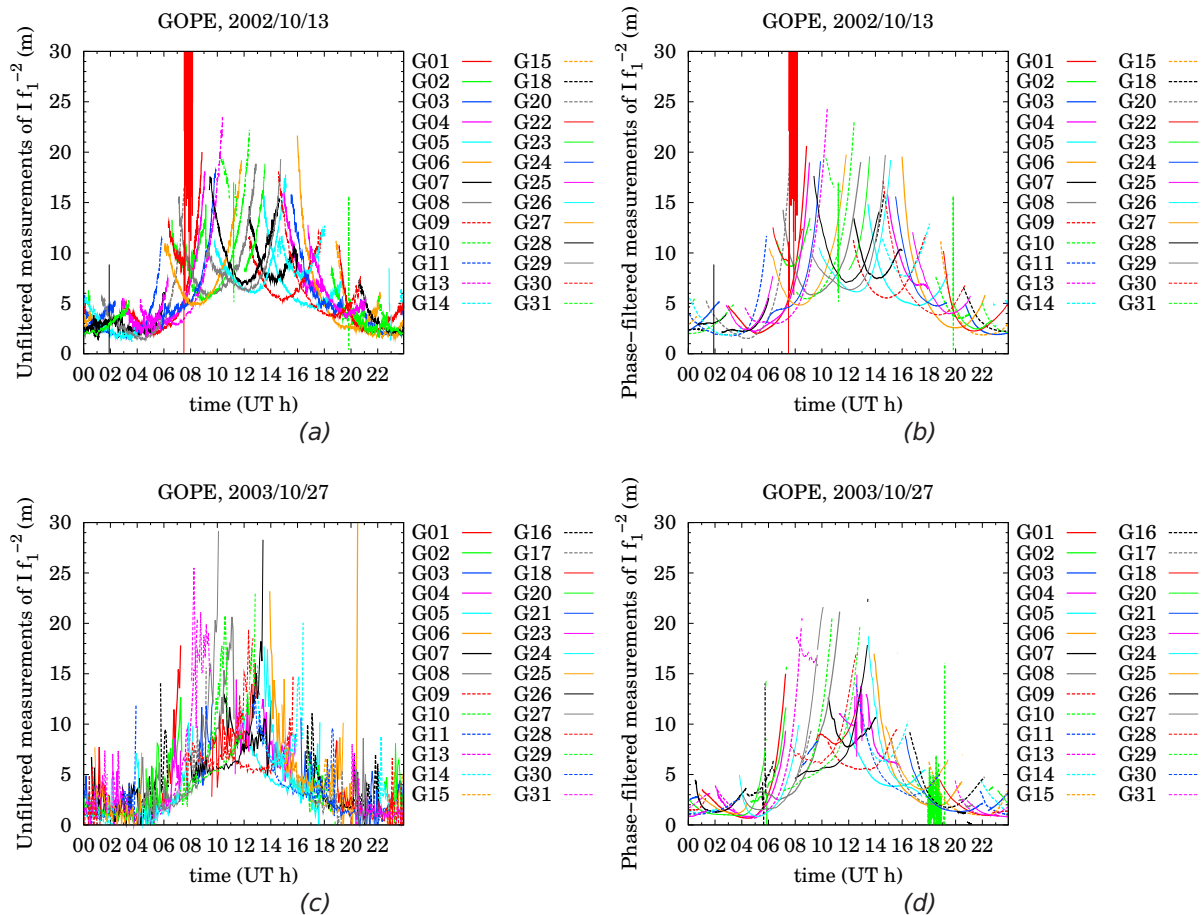 GOPE, 2002/10/13
Unfiltered measurements of I f₁⁻² (m)
30
25
20
15
10
5
0
00 02 04 06 08 10 12 14 16 18 20 22
time (UT h)
G01 G15
G02 G18
G03 G20
G04 G22
G05 G23
G06 G24
G07 G25
G08 G26
G09 G27
G10 G28
G11 G29
G13 G30
G14 G31
(a)
GOPE, 2002/10/13
Phase-filtered measurements of I f₁⁻² (m)
30
25
20
15
10
5
0
00 02 04 06 08 10 12 14 16 18 20 22
time (UT h)
G01 G15
G02 G18
G03 G20
G04 G22
G05 G23
G06 G24
G07 G25
G08 G26
G09 G27
G10 G28
G11 G29
G13 G30
G14 G31
(b)
GOPE, 2003/10/27
Unfiltered measurements of I f₁⁻² (m)
30
25
20
15
10
5
0
00 02 04 06 08 10 12 14 16 18 20 22
time (UT h)
G01 G16
G02 G17
G03 G18
G04 G20
G05 G21
G06 G23
G07 G24
G08 G25
G09 G26
G10 G27
G11 G28
G13 G29
G14 G30
G15 G31
(c)
GOPE, 2003/10/27
Phase-filtered measurements of I f₁⁻² (m)
30
25
20
15
10
5
0
00 02 04 06 08 10 12 14 16 18 20 22
time (UT h)
G01 G16
G02 G17
G03 G18
G04 G20
G05 G21
G06 G23
G07 G24
G08 G25
G09 G26
G10 G27
G11 G28
G13 G29
G14 G30
G15 G31
(d)